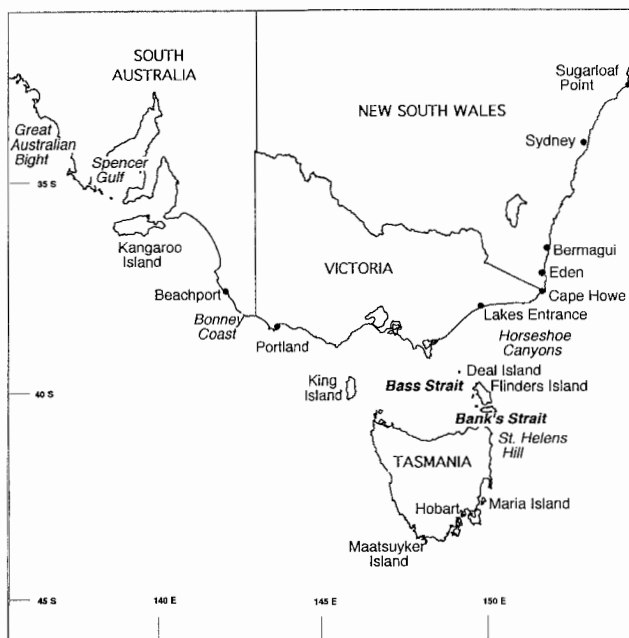 SOUTH
AUSTRALIA
Sugarloaf
Point
NEW SOUTH WALES
Great
Australian
Bight
Spencer
Gulf
Sydney
35 S
Kangaroo
Island
VICTORIA
Bermagui
Eden
Beachport
Cape Howe
Bonney
Coast
Lakes Entrance
Portland
Horseshoe
Canyons
Deal Island
King
Island
Bass Strait
Flinders Island
40 S
Bank's Strait
St. Helens
Hill
TASMANIA
Hobart
Maria Island
Maatsuyker
Island
45 S
140 E
145 E
150 E